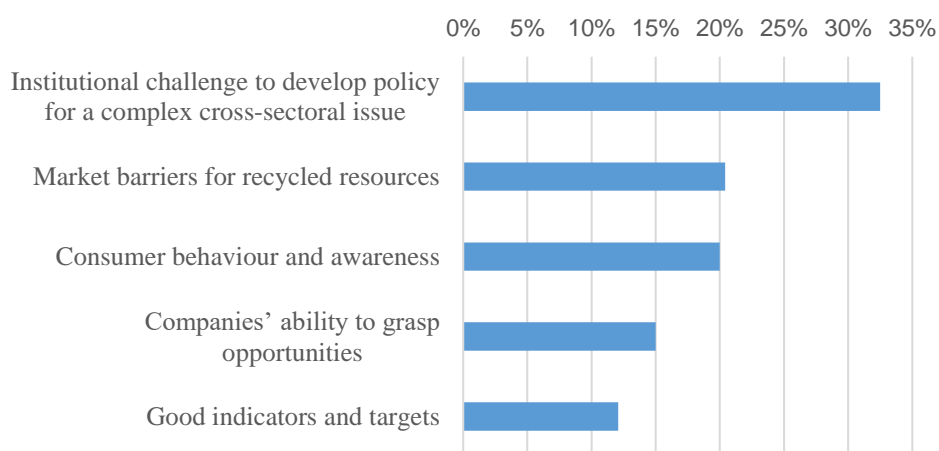 0% 5% 10% 15% 20% 25% 30% 35%
Institutional challenge to develop policy
for a complex cross-sectoral issue
Market barriers for recycled resources
Consumer behaviour and awareness
Companies’ ability to grasp
opportunities
Good indicators and targets